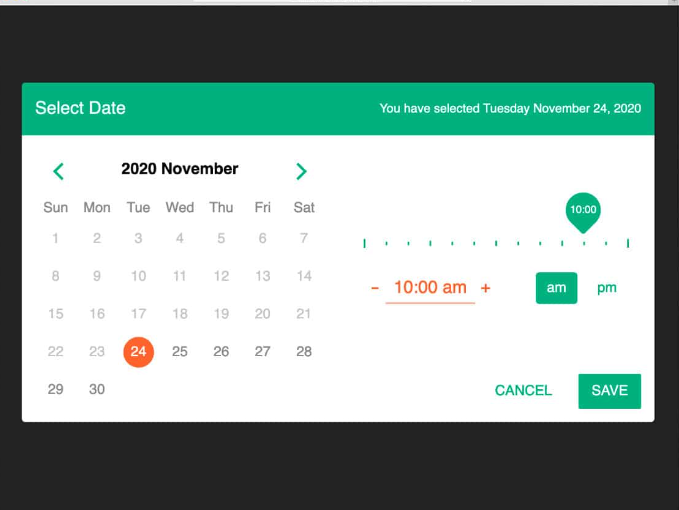 Select Date
You have selected Tuesday November 24, 2020
2020 November
Sun Mon Tue Wed Thu Fri Sat
1 2 3 4 5 6 7
8 9 10 11 12 13 14
15 16 17 18 19 20 21
22 23 24 25 26 27 28
29 30
10:00
- 10:00 am +
am pm
CANCEL SAVE